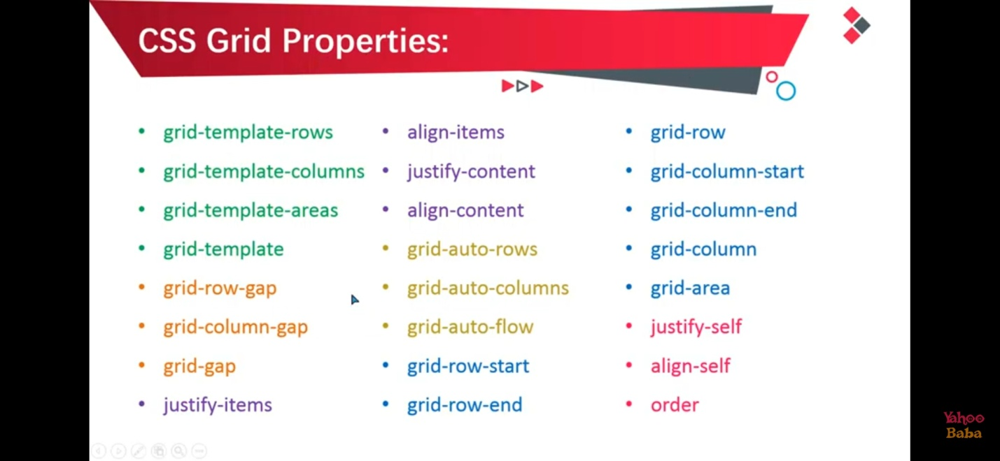 CSS Grid Properties:
• grid-template-rows
• grid-template-columns
• grid-template-areas
• grid-template
• grid-row-gap
• grid-column-gap
• grid-gap
• justify-items
• align-items
• justify-content
• align-content
• grid-auto-rows
• grid-auto-columns
• grid-auto-flow
• grid-row-start
• grid-row-end
• grid-row
• grid-column-start
• grid-column-end
• grid-column
• grid-area
• justify-self
• align-self
• order
Yahoo
Baba